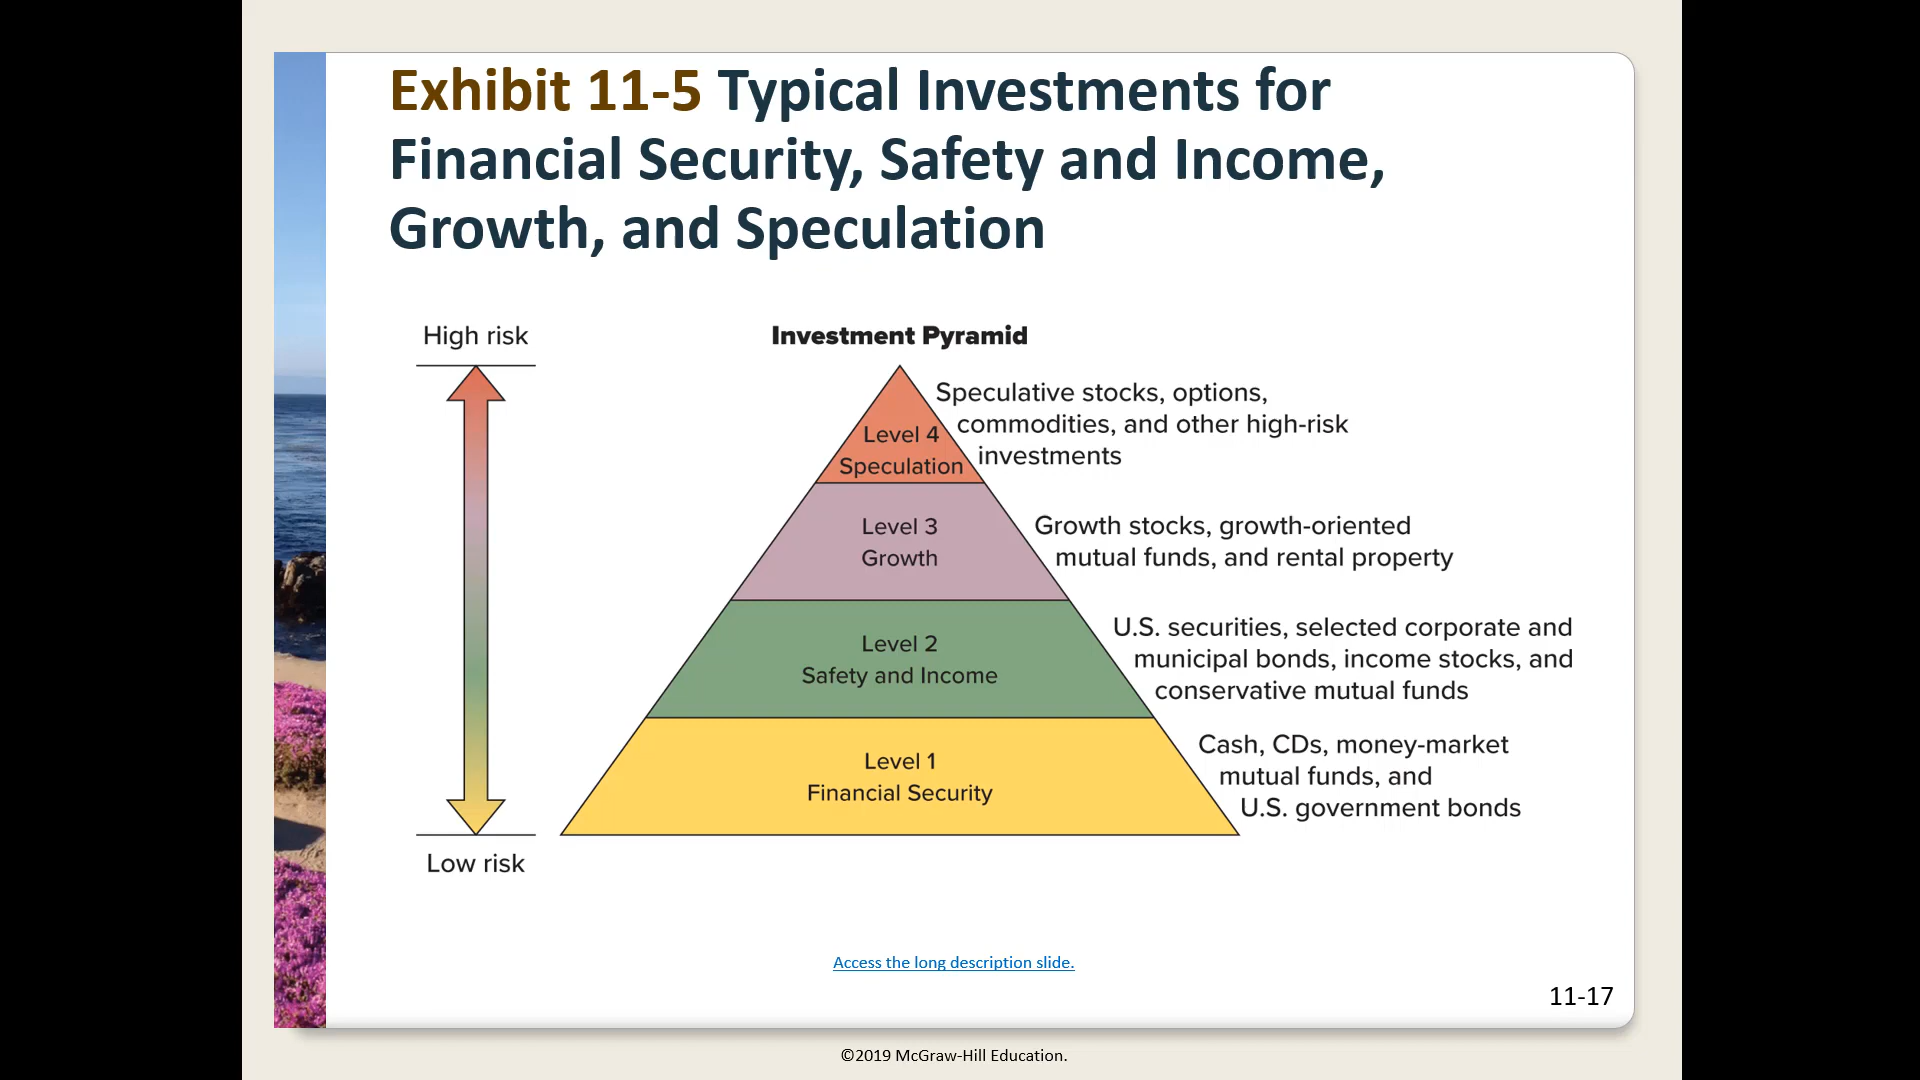 Exhibit 11-5 Typical Investments for
Financial Security, Safety and Income,
Growth, and Speculation
High risk
Low risk
Investment Pyramid
Level 4
Speculation
Speculative stocks, options,
commodities, and other high-risk
investments
Level 3
Growth
Growth stocks, growth-oriented
mutual funds, and rental property
Level 2
Safety and Income
U.S. securities, selected corporate and
municipal bonds, income stocks, and
conservative mutual funds
Level 1
Financial Security
Cash, CDs, money-market
mutual funds, and
U.S. government bonds
Access the long description slide.
11-17
©2019 McGraw-Hill Education.